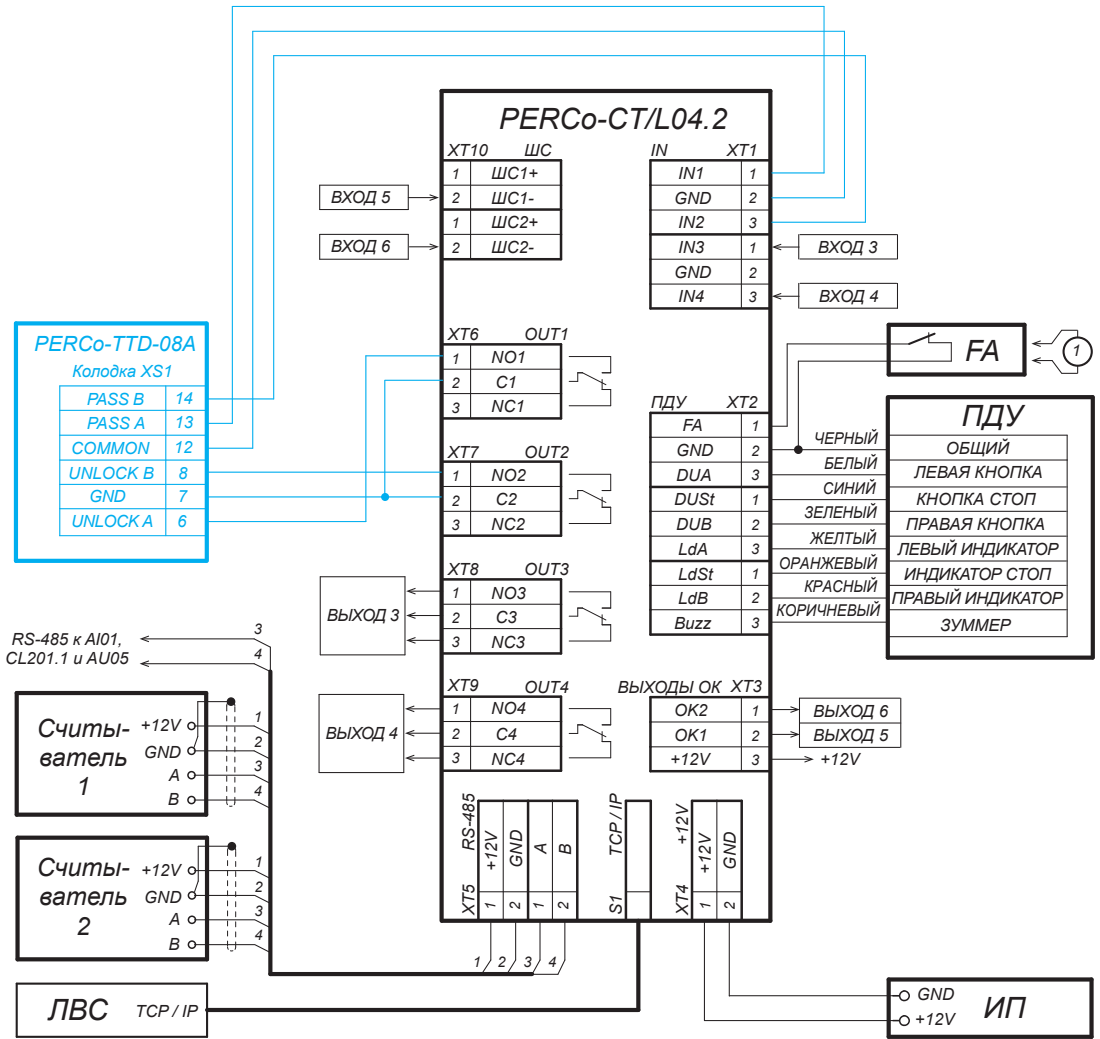 PERCo-CT/L04.2
XT10 ШС
1 ШС1+
2 ШС1-
1 ШС2+
2 ШС2-
ВХОД 5
ВХОД 6
IN XT1
IN1 1
GND 2
IN2 3
IN3 1
GND 2
IN4 3
ВХОД 3
ВХОД 4
PERCo-TTD-08A
Колодка XS1
PASS B 14
PASS A 13
COMMON 12
UNLOCK B 8
GND 7
UNLOCK A 6
XT6 OUT1
1 NO1
2 C1
3 NC1
XT7 OUT2
1 NO2
2 C2
3 NC2
XT8 OUT3
1 NO3
2 C3
3 NC3
ВЫХОД 3
XT9 OUT4
1 NO4
2 C4
3 NC4
ВЫХОД 4
FA
1
ПДУ XT2
FA 1
GND 2
DUA 3
DUSt 1
DUB 2
LdA 3
LdSt 1
LdB 2
Buzz 3
ЧЕРНЫЙ
БЕЛЫЙ
СИНИЙ
ЗЕЛЕНЫЙ
ЖЕЛТЫЙ
ОРАНЖЕВЫЙ
КРАСНЫЙ
КОРИЧНЕВЫЙ
ПДУ
ОБЩИЙ
ЛЕВАЯ КНОПКА
КНОПКА СТОП
ПРАВАЯ КНОПКА
ЛЕВЫЙ ИНДИКАТОР
ИНДИКАТОР СТОП
ПРАВЫЙ ИНДИКАТОР
ЗУММЕР
ВЫХОДЫ ОК XT3
OK2 1
OK1 2
+12V 3
ВЫХОД 6
ВЫХОД 5
+12V
RS-485 к AI01,
CL201.1 и AU05
3
4
Считы-
ватель
1
+12V
GND
A
B
1
2
3
4
Считы-
ватель
2
+12V
GND
A
B
1
2
3
4
XT5 RS-485
1 +12V
2 GND
1 A
2 B
1 2 3 4
S1 TCP / IP
XT4 +12V
1 +12V
2 GND
ЛВС TCP / IP
ИП
GND
+12V